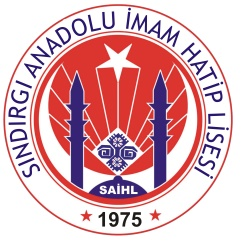 SINDIRGI ANADOLU İMAM HATİP LİSESİ
SAİHL
1975